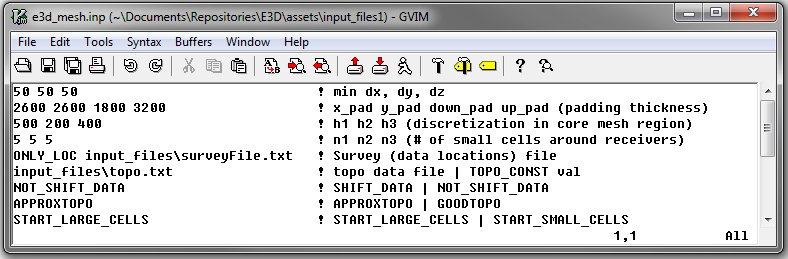 e3d_mesh.inp (~\Documents\Repositories\E3D\assets\input_files1) - GVIM
File Edit Tools Syntax Buffers Window Help
50 50 50 ! min dx, dy, dz
2600 2600 1800 3200 ! x_pad y_pad down_pad up_pad (padding thickness)
500 200 400 ! h1 h2 h3 (discretization in core mesh region)
5 5 5 ! n1 n2 n3 (# of small cells around receivers)
ONLY_LOC input_files\surveyFile.txt ! Survey (data locations) file
input_files\topo.txt ! topo data file | TOPO_CONST val
NOT_SHIFT_DATA ! SHIFT_DATA | NOT_SHIFT_DATA
APPROXTOPO ! APPROXTOPO | GOODTOPO
START_LARGE_CELLS ! START_LARGE_CELLS | START_SMALL_CELLS
1,1 All